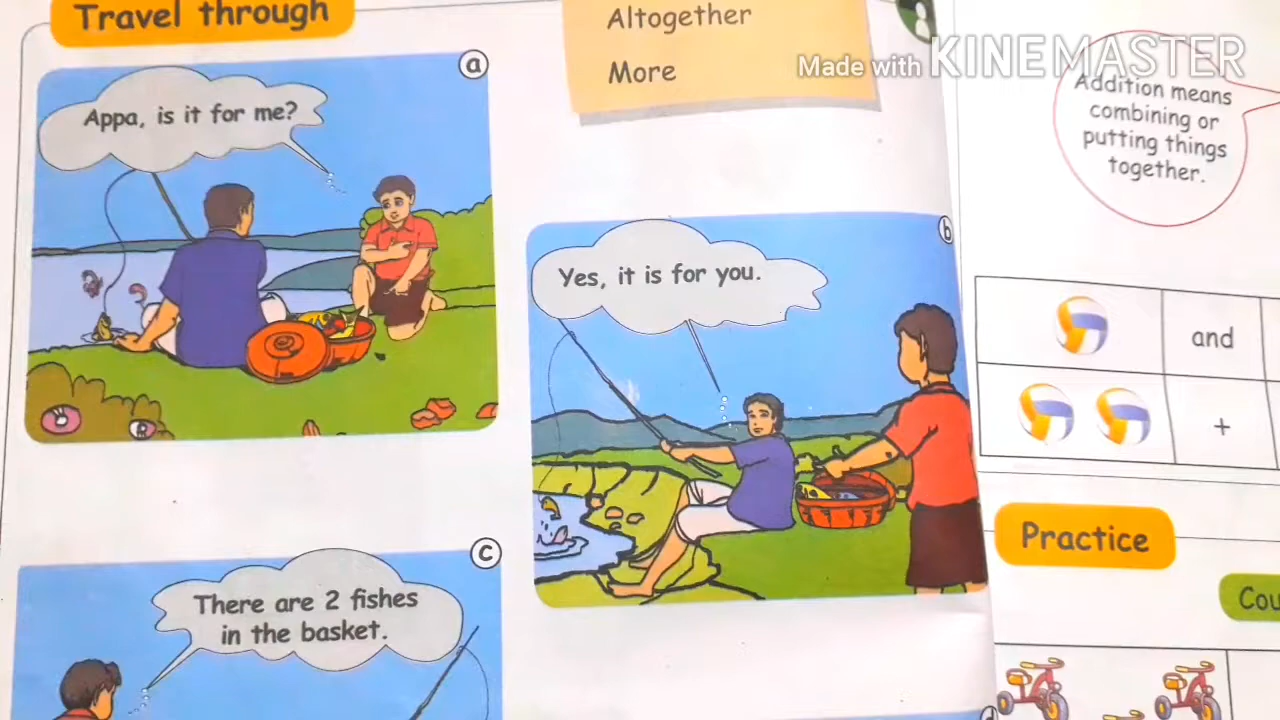 Travel through
Altogether
More
Made with KINEMASTER
a
Appa, is it for me?
b
Yes, it is for you.
c
There are 2 fishes
in the basket.
Addition means
combining or
putting things
together.
and
+
Practice
Cou